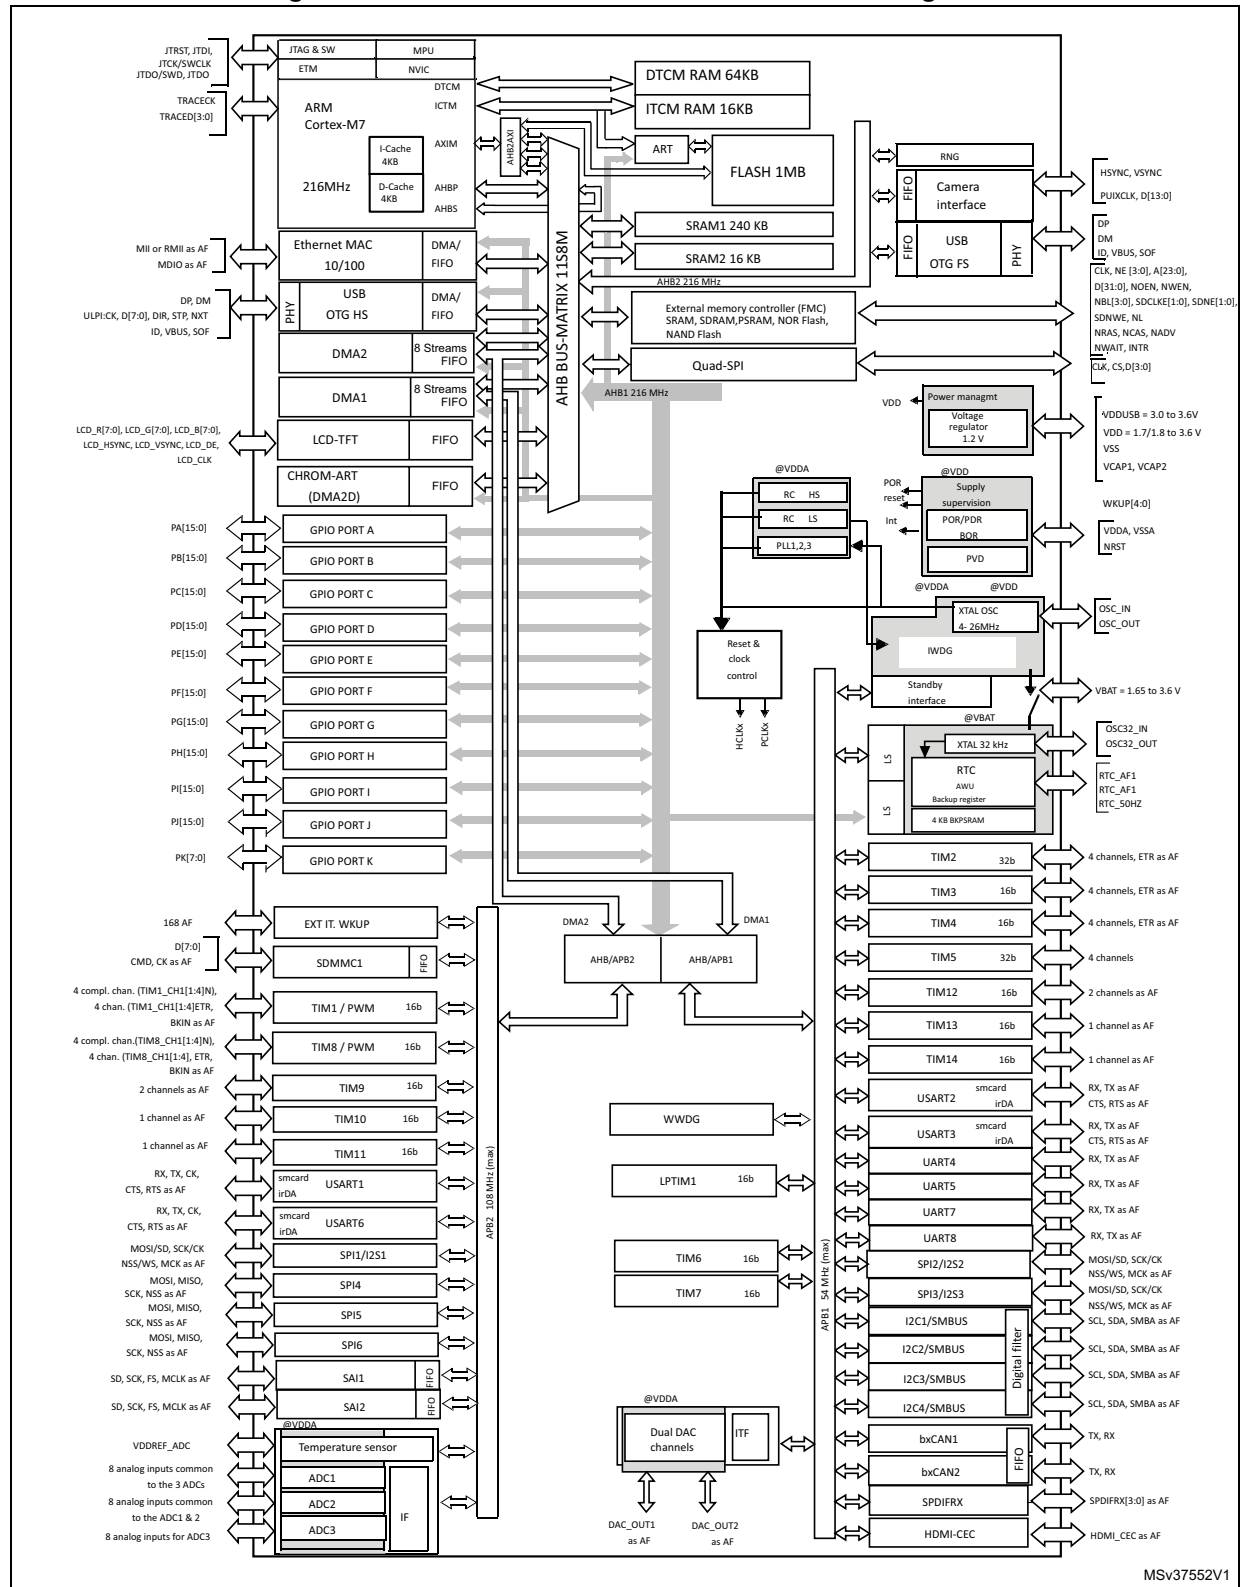 JTRST, JTDI,
JTCK/SWCLK
JTDO/SWD, JTDO
TRACECK
TRACED[3:0]
JTAG & SW
MPU
ETM
NVIC
DTCM
ICTM
ARM
Cortex-M7
AXIM
I-Cache
4KB
216MHz
D-Cache
4KB
AHBP
AHBS
AHB2AXI
DTCM RAM 64KB
ITCM RAM 16KB
ART
FLASH 1MB
SRAM1 240 KB
SRAM2 16 KB
AHB2 216 MHz
External memory controller (FMC)
SRAM, SDRAM,PSRAM, NOR Flash,
NAND Flash
Quad-SPI
AHB1 216 MHz
AHB BUS-MATRIX 11S8M
RNG
FIFO
Camera
interface
HSYNC, VSYNC
PUIXCLK, D[13:0]
FIFO
USB
OTG FS
PHY
DP
DM
ID, VBUS, SOF
CLK, NE [3:0], A[23:0],
D[31:0], NOEN, NWEN,
NBL[3:0], SDCLKE[1:0], SDNE[1:0],
SDNWE, NL
NRAS, NCAS, NADV
NWAIT, INTR
CLK, CS,D[3:0]
MII or RMII as AF
MDIO as AF
Ethernet MAC
10/100
DMA/
FIFO
DP, DM
ULPI:CK, D[7:0], DIR, STP, NXT
ID, VBUS, SOF
PHY
USB
OTG HS
DMA/
FIFO
DMA2
8 Streams
FIFO
DMA1
8 Streams
FIFO
LCD_R[7:0], LCD_G[7:0], LCD_B[7:0],
LCD_HSYNC, LCD_VSYNC, LCD_DE,
LCD_CLK
LCD-TFT
FIFO
CHROM-ART
(DMA2D)
FIFO
VDD
Power managmt
Voltage
regulator
1.2 V
VDDUSB = 3.0 to 3.6V
VDD = 1.7/1.8 to 3.6 V
VSS
VCAP1, VCAP2
@VDDA
RC HS
RC LS
PLL1,2,3
@VDD
POR
reset
Int
Supply
supervision
POR/PDR
BOR
PVD
WKUP[4:0]
VDDA, VSSA
NRST
@VDDA
@VDD
XTAL OSC
4- 26MHz
IWDG
OSC_IN
OSC_OUT
Standby
interface
VBAT = 1.65 to 3.6 V
Reset &
clock
control
HCLKx
PCLKx
@VBAT
LS
LS
XTAL 32 kHz
RTC
AWU
Backup register
4 KB BKPSRAM
OSC32_IN
OSC32_OUT
RTC_AF1
RTC_AF1
RTC_50HZ
PA[15:0]
GPIO PORT A
PB[15:0]
GPIO PORT B
PC[15:0]
GPIO PORT C
PD[15:0]
GPIO PORT D
PE[15:0]
GPIO PORT E
PF[15:0]
GPIO PORT F
PG[15:0]
GPIO PORT G
PH[15:0]
GPIO PORT H
PI[15:0]
GPIO PORT I
PJ[15:0]
GPIO PORT J
PK[7:0]
GPIO PORT K
DMA2
DMA1
AHB/APB2
AHB/APB1
168 AF
EXT IT. WKUP
D[7:0]
CMD, CK as AF
SDMMC1
FIFO
4 compl. chan. (TIM1_CH1[1:4]N),
4 chan. (TIM1_CH1[1:4]ETR,
BKIN as AF
TIM1 / PWM
16b
4 compl. chan.(TIM8_CH1[1:4]N),
4 chan. (TIM8_CH1[1:4], ETR,
BKIN as AF
TIM8 / PWM
16b
2 channels as AF
TIM9
16b
1 channel as AF
TIM10
16b
1 channel as AF
TIM11
16b
RX, TX, CK,
CTS, RTS as AF
smcard
irDA
USART1
RX, TX, CK,
CTS, RTS as AF
smcard
irDA
USART6
MOSI/SD, SCK/CK
NSS/WS, MCK as AF
SPI1/I2S1
MOSI, MISO,
SCK, NSS as AF
SPI4
MOSI, MISO,
SCK, NSS as AF
SPI5
MOSI, MISO,
SCK, NSS as AF
SPI6
SD, SCK, FS, MCLK as AF
SAI1
FIFO
SD, SCK, FS, MCLK as AF
SAI2
FIFO
@VDDA
VDDREF_ADC
Temperature sensor
8 analog inputs common
to the 3 ADCs
ADC1
8 analog inputs common
to the ADC1 & 2
ADC2
8 analog inputs for ADC3
ADC3
IF
APB2 108 MHz (max)
WWDG
LPTIM1
16b
TIM6
16b
TIM7
16b
@VDDA
Dual DAC
channels
ITF
DAC_OUT1
as AF
DAC_OUT2
as AF
APB1 54 MHz (max)
TIM2
32b
4 channels, ETR as AF
TIM3
16b
4 channels, ETR as AF
TIM4
16b
4 channels, ETR as AF
TIM5
32b
4 channels
TIM12
16b
2 channels as AF
TIM13
16b
1 channel as AF
TIM14
16b
1 channel as AF
USART2
smcard
irDA
RX, TX as AF
CTS, RTS as AF
USART3
smcard
irDA
RX, TX as AF
CTS, RTS as AF
UART4
RX, TX as AF
UART5
RX, TX as AF
UART7
RX, TX as AF
UART8
RX, TX as AF
SPI2/I2S2
MOSI/SD, SCK/CK
NSS/WS, MCK as AF
SPI3/I2S3
MOSI/SD, SCK/CK
NSS/WS, MCK as AF
I2C1/SMBUS
SCL, SDA, SMBA as AF
I2C2/SMBUS
SCL, SDA, SMBA as AF
I2C3/SMBUS
SCL, SDA, SMBA as AF
I2C4/SMBUS
SCL, SDA, SMBA as AF
Digital filter
bxCAN1
TX, RX
bxCAN2
TX, RX
FIFO
SPDIFRX
SPDIFRX[3:0] as AF
HDMI-CEC
HDMI_CEC as AF
MSv37552V1